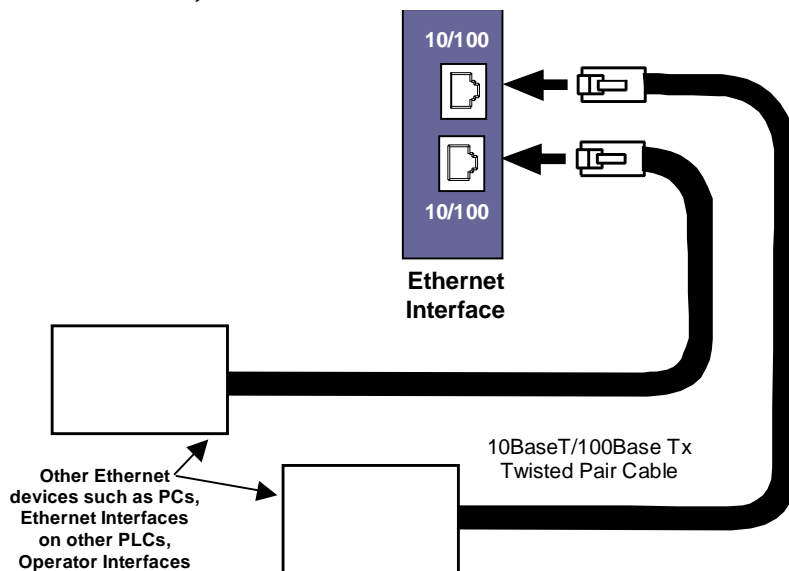 10/100
10/100
Ethernet
Interface
10BaseT/100Base Tx
Twisted Pair Cable
Other Ethernet
devices such as PCs,
Ethernet Interfaces
on other PLCs,
Operator Interfaces